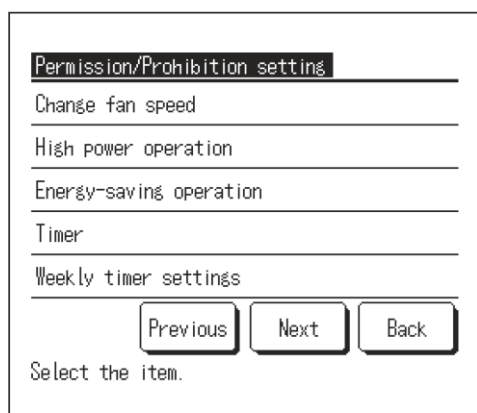 Permission/Prohibition setting
Change fan speed
High power operation
Energy-saving operation
Timer
Weekly timer settings
Previous Next Back
Select the item.